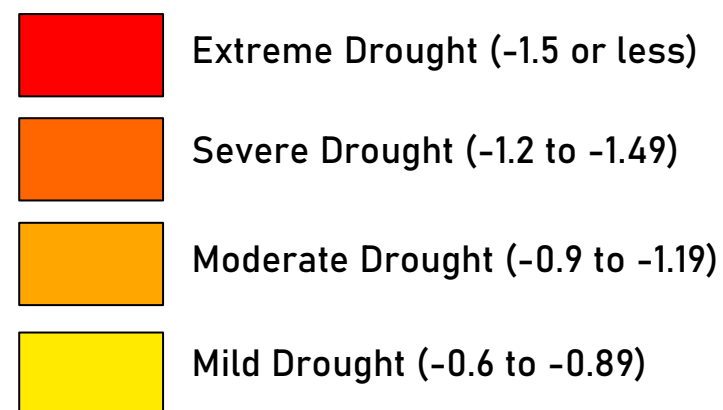 Extreme Drought (-1.5 or less)
Severe Drought (-1.2 to -1.49)
Moderate Drought (-0.9 to -1.19)
Mild Drought (-0.6 to -0.89)